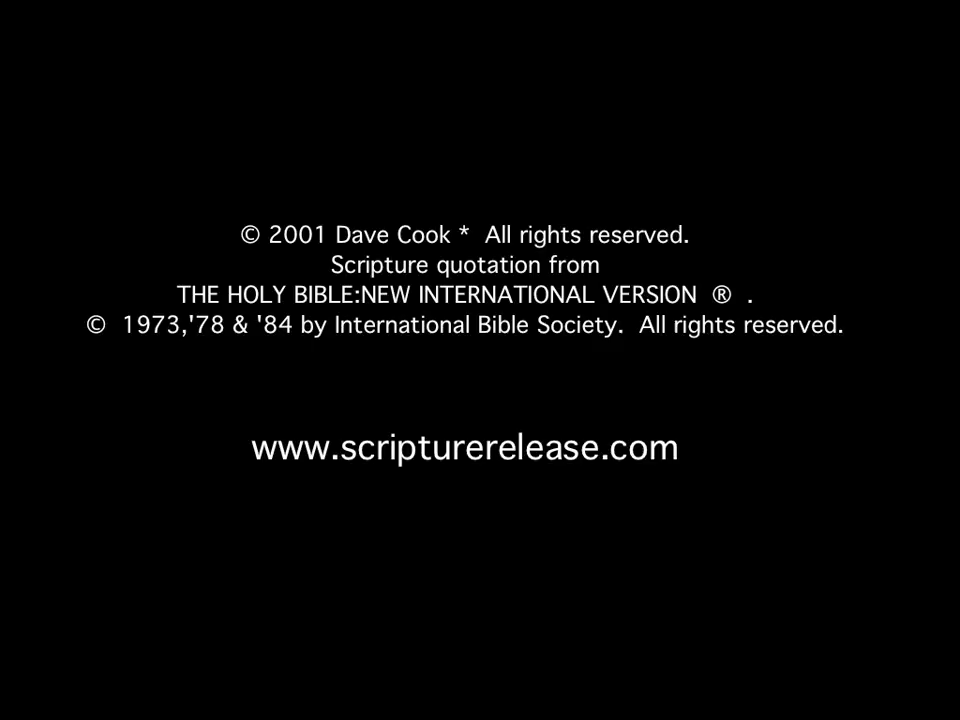 © 2001 Dave Cook *  All rights reserved.
Scripture quotation from
THE HOLY BIBLE:NEW INTERNATIONAL VERSION  ®  .
©  1973,'78 & '84 by International Bible Society.  All rights reserved.
www.scripturerelease.com